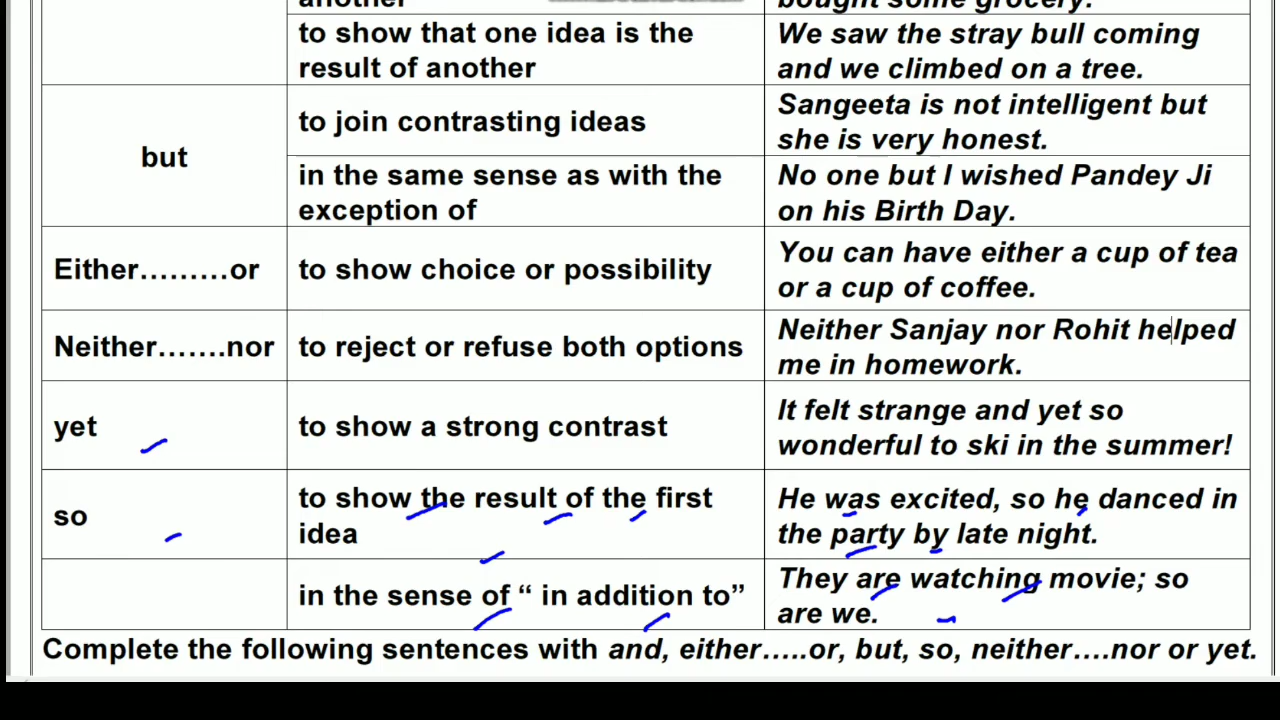 another
bought some grocery.
to show that one idea is the
result of another
We saw the stray bull coming
and we climbed on a tree.
but
to join contrasting ideas
Sangeeta is not intelligent but
she is very honest.
in the same sense as with the
exception of
No one but I wished Pandey Ji
on his Birth Day.
Either.........or
to show choice or possibility
You can have either a cup of tea
or a cup of coffee.
Neither.......nor
to reject or refuse both options
Neither Sanjay nor Rohit helped
me in homework.
yet
to show a strong contrast
It felt strange and yet so
wonderful to ski in the summer!
so
to show the result of the first
idea
He was excited, so he danced in
the party by late night.
in the sense of “ in addition to”
They are watching movie; so
are we.
Complete the following sentences with and, either.....or, but, so, neither....nor or yet.